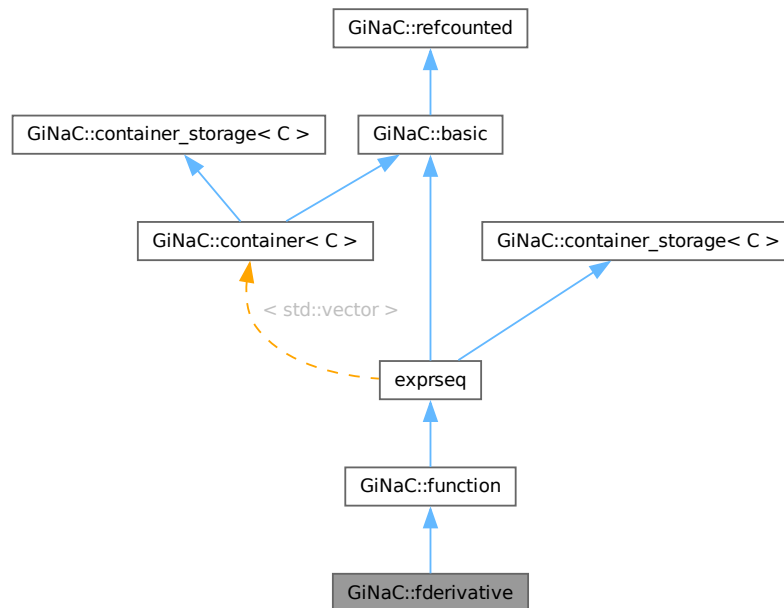 GiNaC::refcounted
GiNaC::container_storage< C >
GiNaC::basic
GiNaC::container< C >
GiNaC::container_storage< C >
< std::vector >
exprseq
GiNaC::function
GiNaC::fderivative